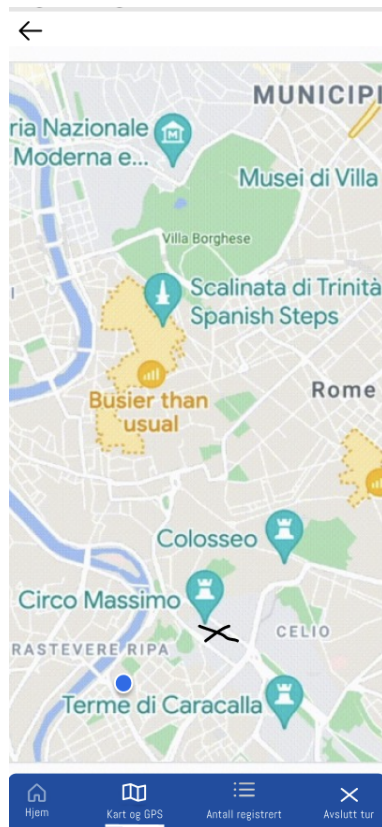 MUNICIPI
ria Nazionale
Moderna e...
Musei di Villa
Villa Borghese
Scalinata di Trinità
Spanish Steps
Rome
Busier than
usual
Colosseo
Circo Massimo
CELIO
RASTEVERE
RIPA
Terme di Caracalla
Hjem
Kart og GPS
Antall registrert
Avslutt tur